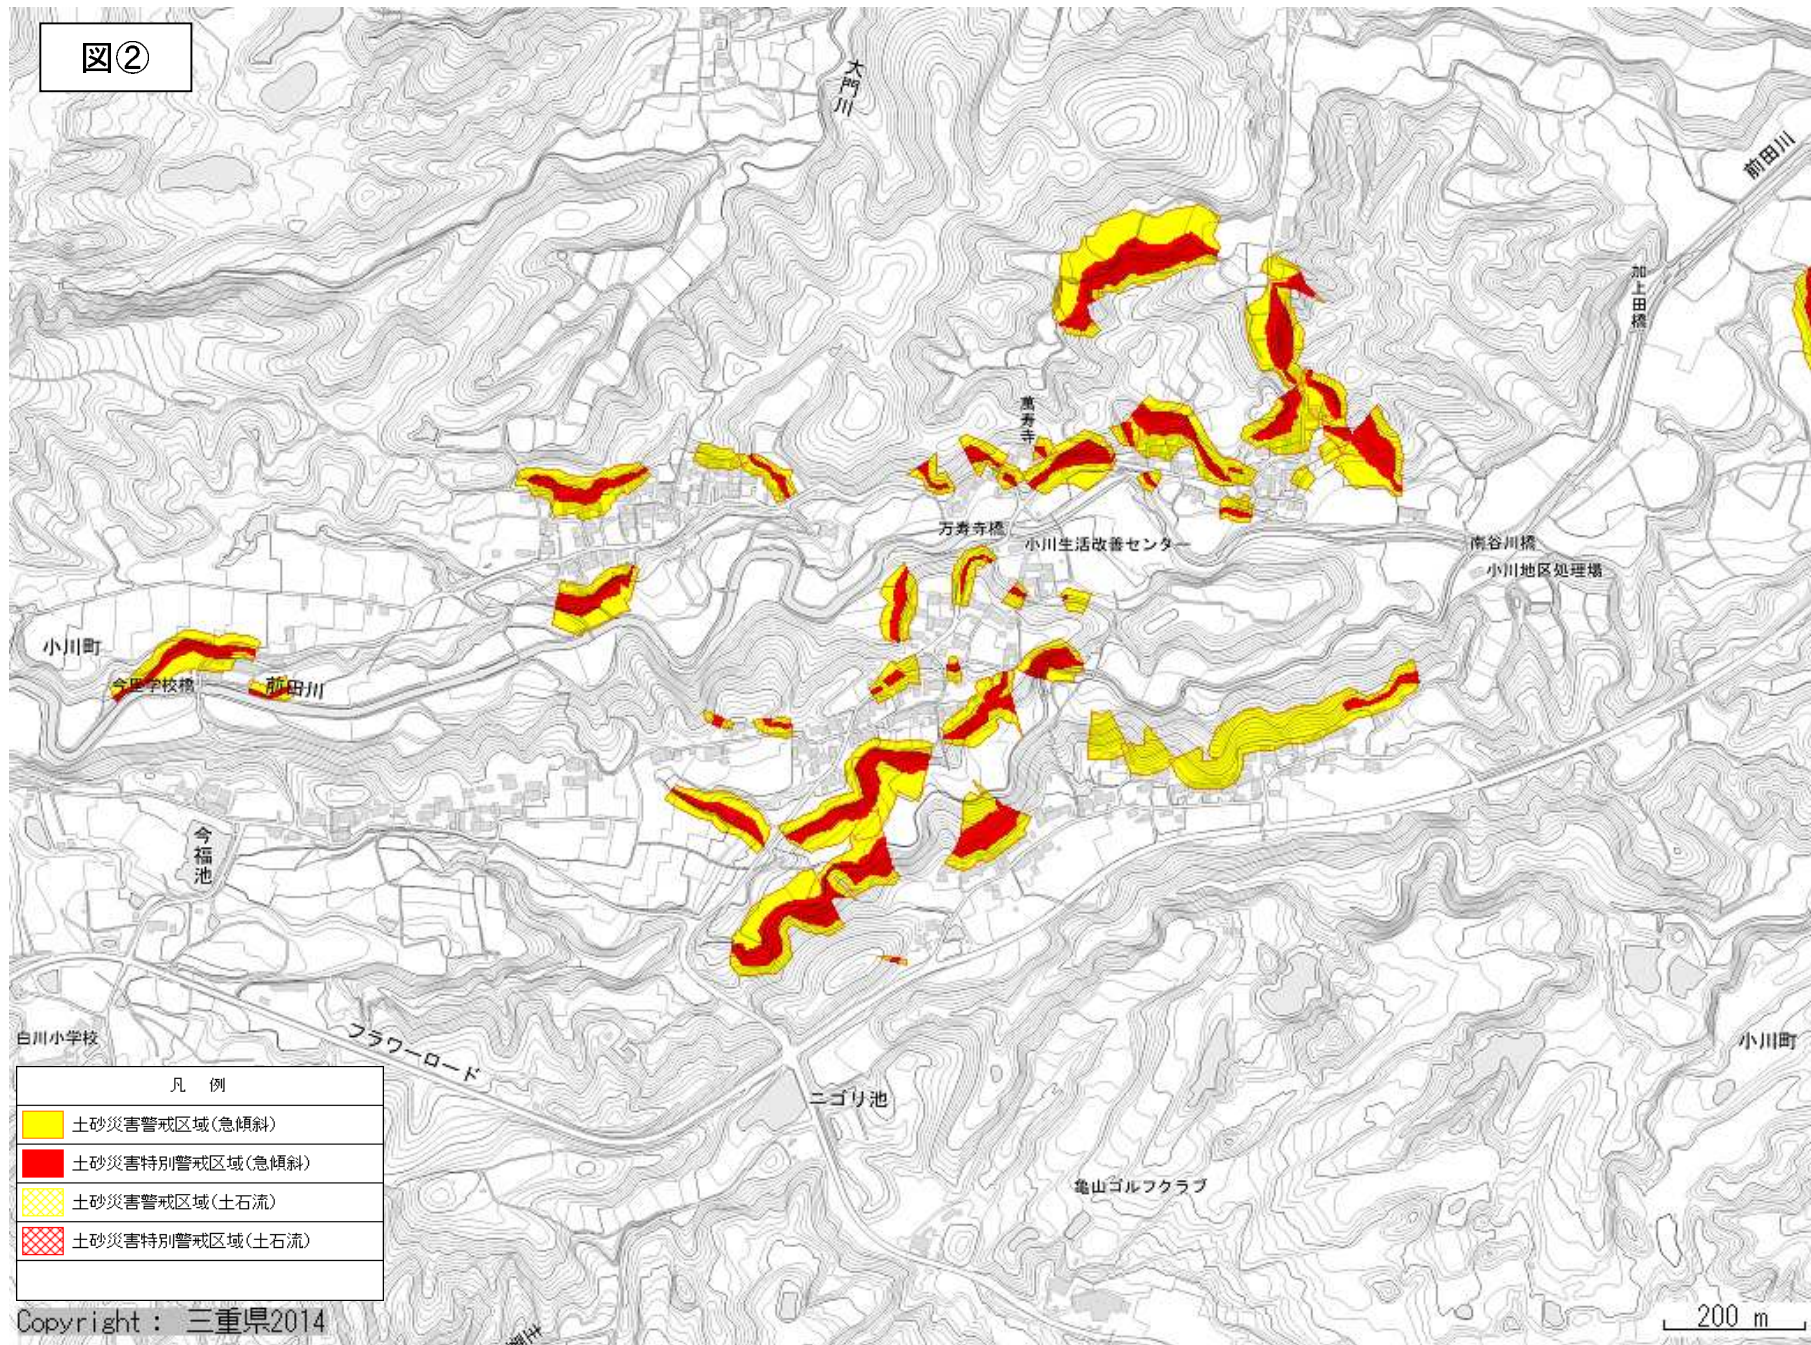 図②
大門川
前田川
加上田橋
萬寿寺
万寿寺橋
小川生活改善センター
南谷川橋
小川地区処理場
小川町
今里学校橋
前田川
今福池
白川小学校
フラワーロード
小川町
ニゴリ池
亀山ゴルフクラブ
凡 例
土砂災害警戒区域(急傾斜)
土砂災害特別警戒区域(急傾斜)
土砂災害警戒区域(土石流)
土砂災害特別警戒区域(土石流)
Copyright : 三重県2014
200 m